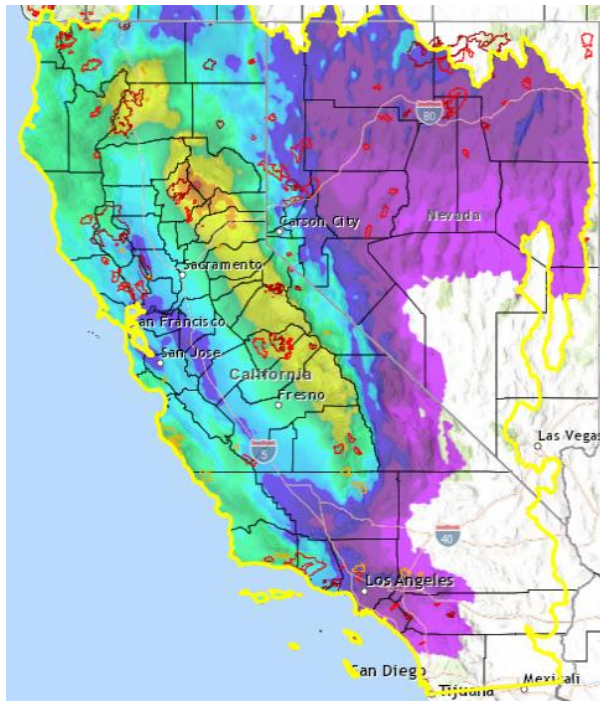 80
Nevada
Carson City
Sacramento
an Francisco
San Jose
California
Fresno
5
Las Vegas
40
Los Angeles
San Diego
Tijuana
Mexicali